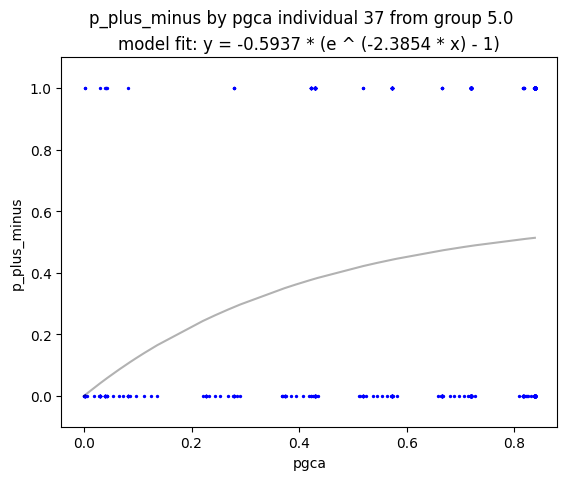 p_plus_minus by pgca individual 37 from group 5.0
model fit: y = -0.5937 * (e ^ (-2.3854 * x) - 1)
1.0
0.8
0.6
0.4
0.2
0.0
p_plus_minus
0.0 0.2 0.4 0.6 0.8
pgca